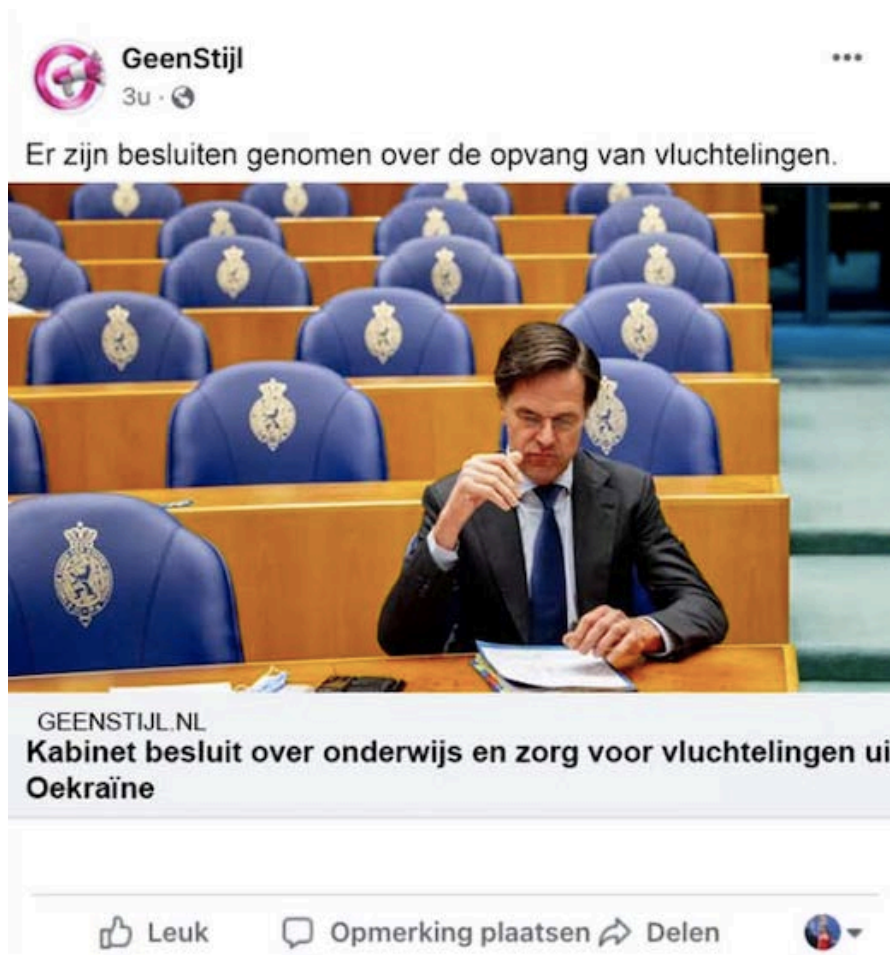 GeenStijl
3u ·
Er zijn besluiten genomen over de opvang van vluchtelingen.
GEENSTIJL.NL
Kabinet besluit over onderwijs en zorg voor vluchtelingen ui
Oekraïne
Leuk Opmerking plaatsen Delen